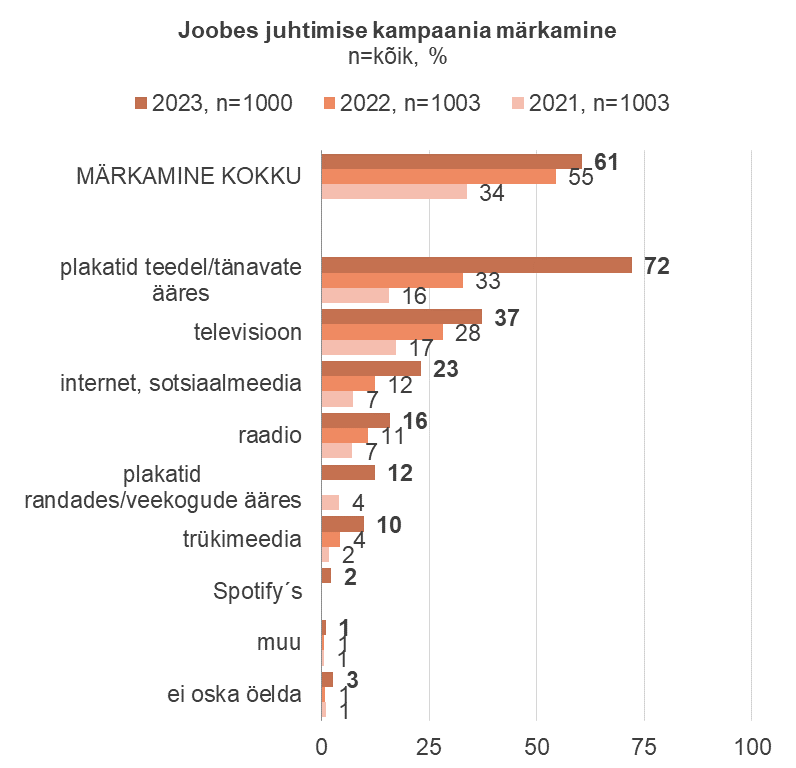 Joobes juhtimise kampaania märkamine
n=kõik, %
2023, n=1000 2022, n=1003 2021, n=1003
MÄRKAMINE KOKKU
61
55
34
plakatid teedel/tänavate
ääres
72
33
16
televisioon
37
28
17
internet, sotsiaalmeedia
23
12
7
raadio
16
11
7
plakatid
randades/veekogude ääres
12
4
trükimeedia
10
4
2
Spotify´s
2
muu
1
1
1
ei oska öelda
3
1
1
0 25 50 75 100